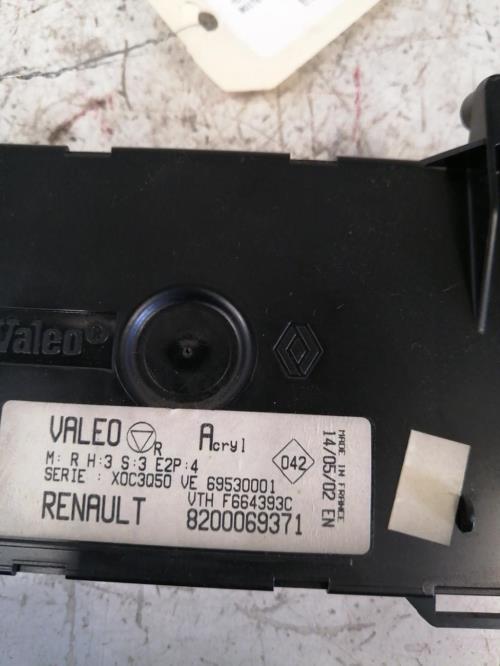 Valeo
VALEO R Acryl
M: R H:3 S:3 E2P:4
SERIE : XOC3Q50 VE 69530001
VTH F664393C
RENAULT 8200069371
042
14/05/02 EN
MADE IN FRANCE